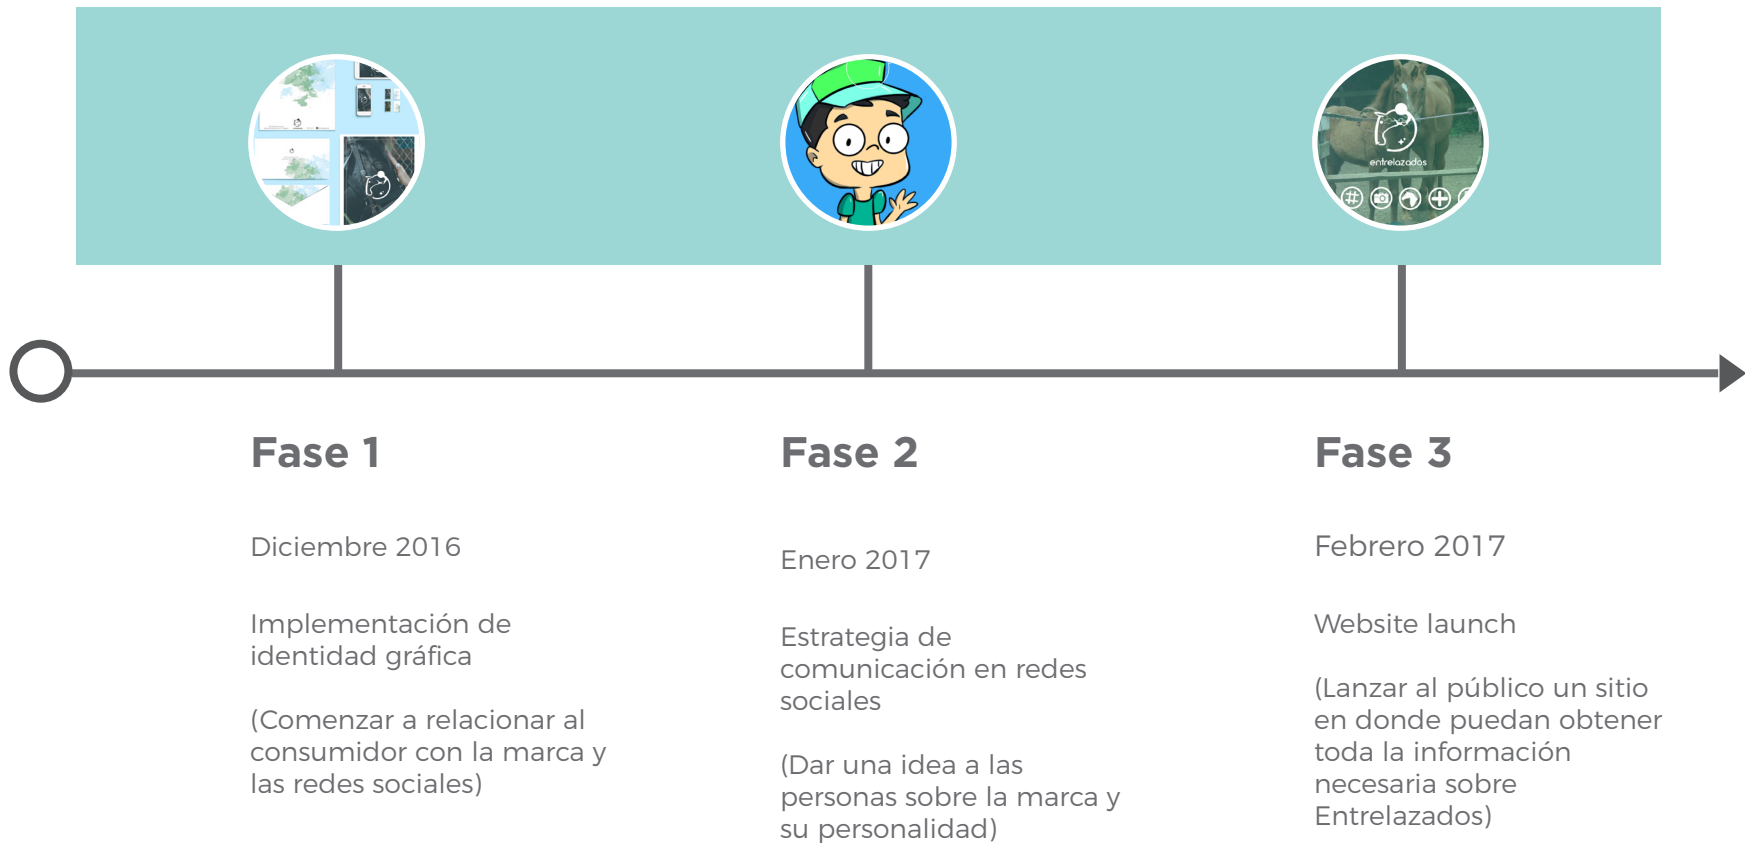 entrelazados
#
Fase 1
Diciembre 2016
Implementación de
identidad gráfica
(Comenzar a relacionar al
consumidor con la marca y
las redes sociales)
Fase 2
Enero 2017
Estrategia de
comunicación en redes
sociales
(Dar una idea a las
personas sobre la marca y
su personalidad)
Fase 3
Febrero 2017
Website launch
(Lanzar al público un sitio
en donde puedan obtener
toda la información
necesaria sobre
Entrelazados)